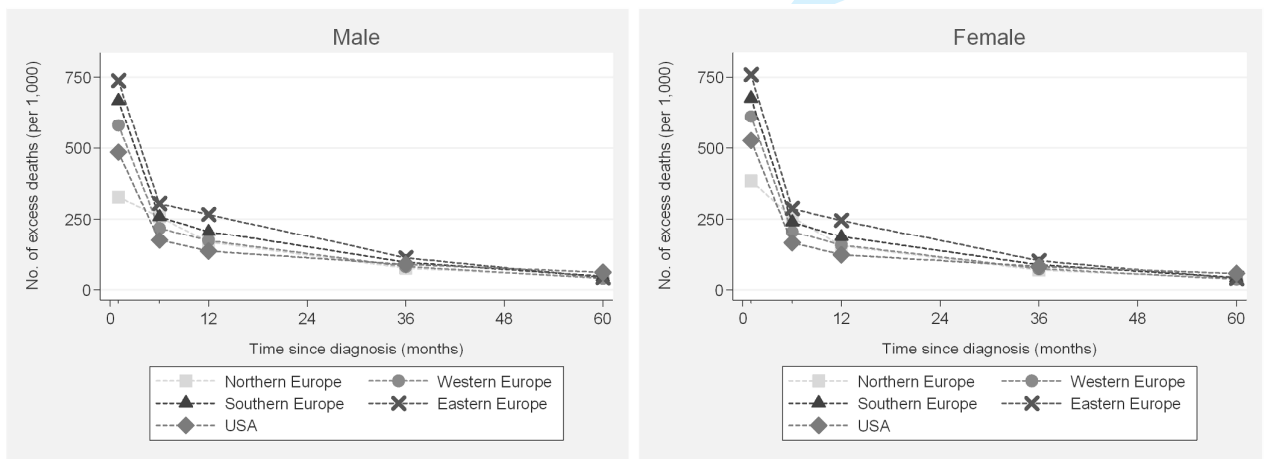 Male
No. of excess deaths (per 1,000)
750
500
250
0
0 12 24 36 48 60
Time since diagnosis (months)
Northern Europe Western Europe
Southern Europe Eastern Europe
USA
Female
No. of excess deaths (per 1,000)
750
500
250
0
0 12 24 36 48 60
Time since diagnosis (months)
Northern Europe Western Europe
Southern Europe Eastern Europe
USA